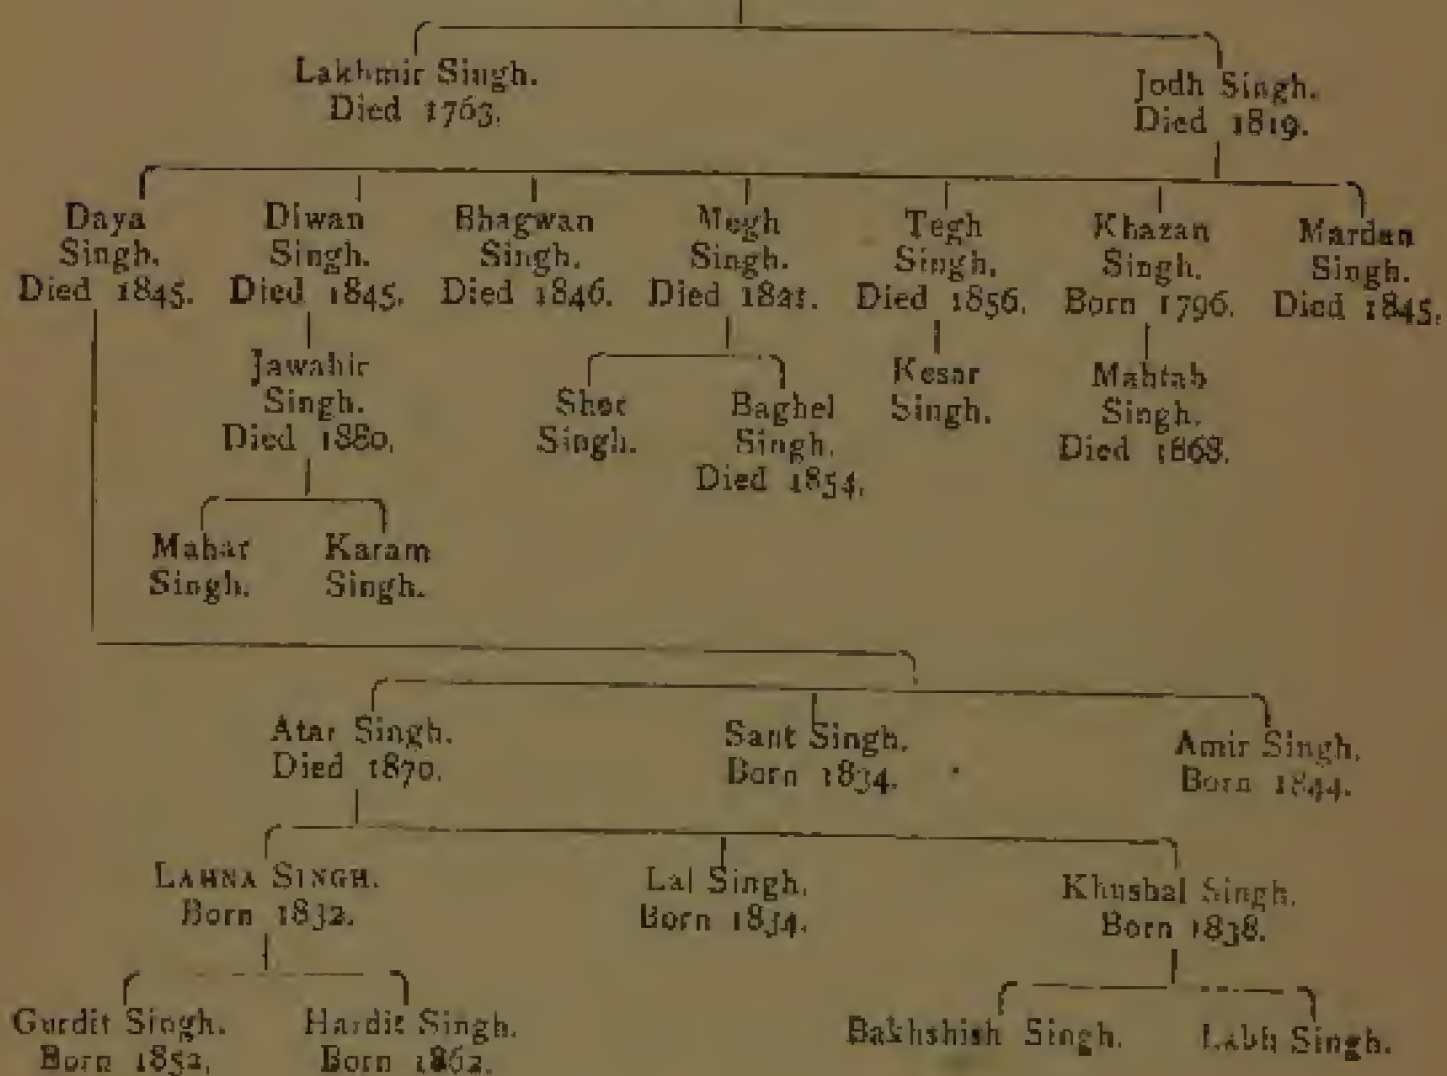 Lakhmir Singh.
Died 1763.
Jodh Singh.
Died 1819.
Daya
Singh.
Died 1845.
Diwan
Singh.
Died 1845.
Bhagwan
Singh.
Died 1846.
Megh
Singh.
Died 1821.
Tegh
Singh.
Died 1856.
Khazan
Singh.
Born 1796.
Mardan
Singh.
Died 1845.
Jawahir
Singh.
Died 1880.
Sher
Singh.
Baghel
Singh.
Died 1854.
Kesar
Singh.
Mahtab
Singh.
Died 1868.
Mahar
Singh.
Karam
Singh.
Atar Singh.
Died 1870.
Sant Singh.
Born 1834.
Amir Singh.
Born 1844.
LAHNA SINGH.
Born 1832.
Lal Singh.
Born 1834.
Khushal Singh.
Born 1838.
Gurdit Singh.
Born 1852.
Hardit Singh.
Born 1862.
Bakhshish Singh.
Labh Singh.